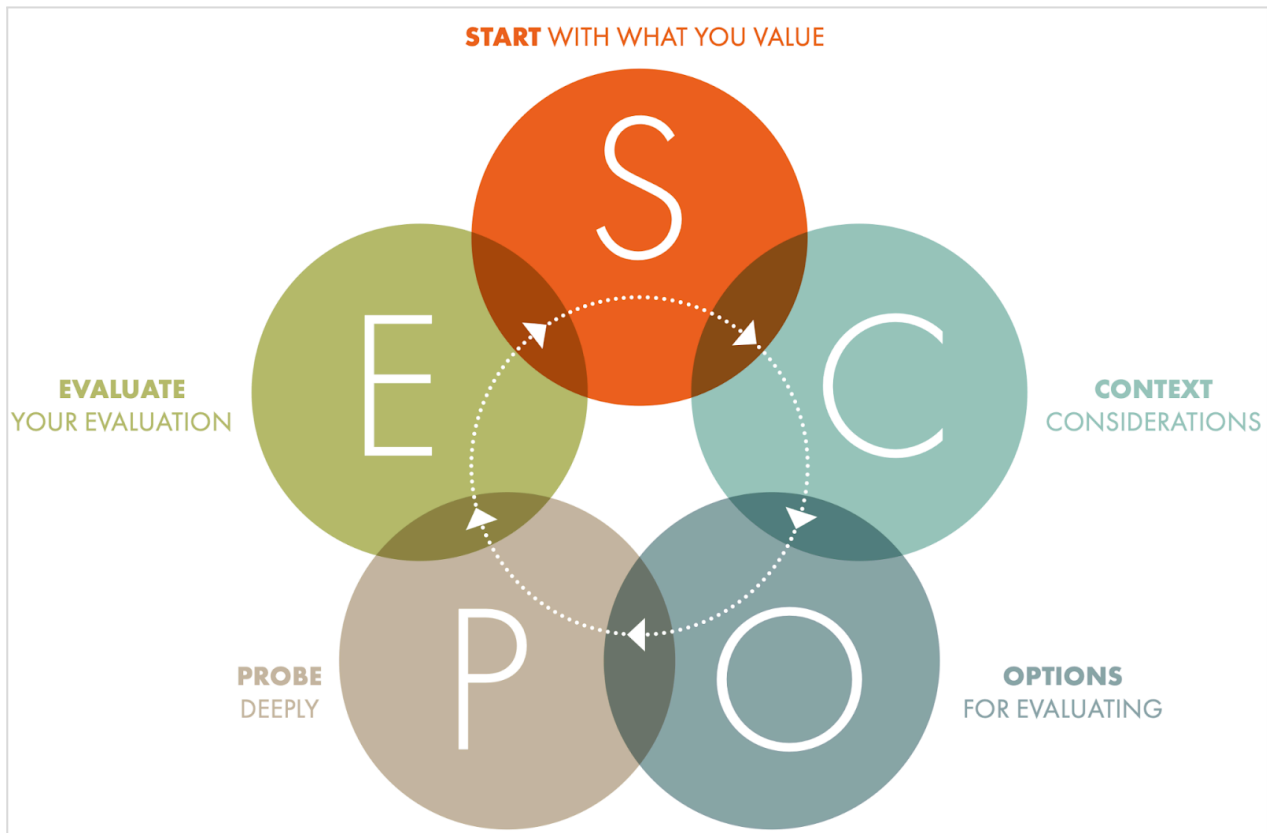 START WITH WHAT YOU VALUE
S
C
CONTEXT
CONSIDERATIONS
O
OPTIONS
FOR EVALUATING
P
PROBE
DEEPLY
E
EVALUATE
YOUR EVALUATION